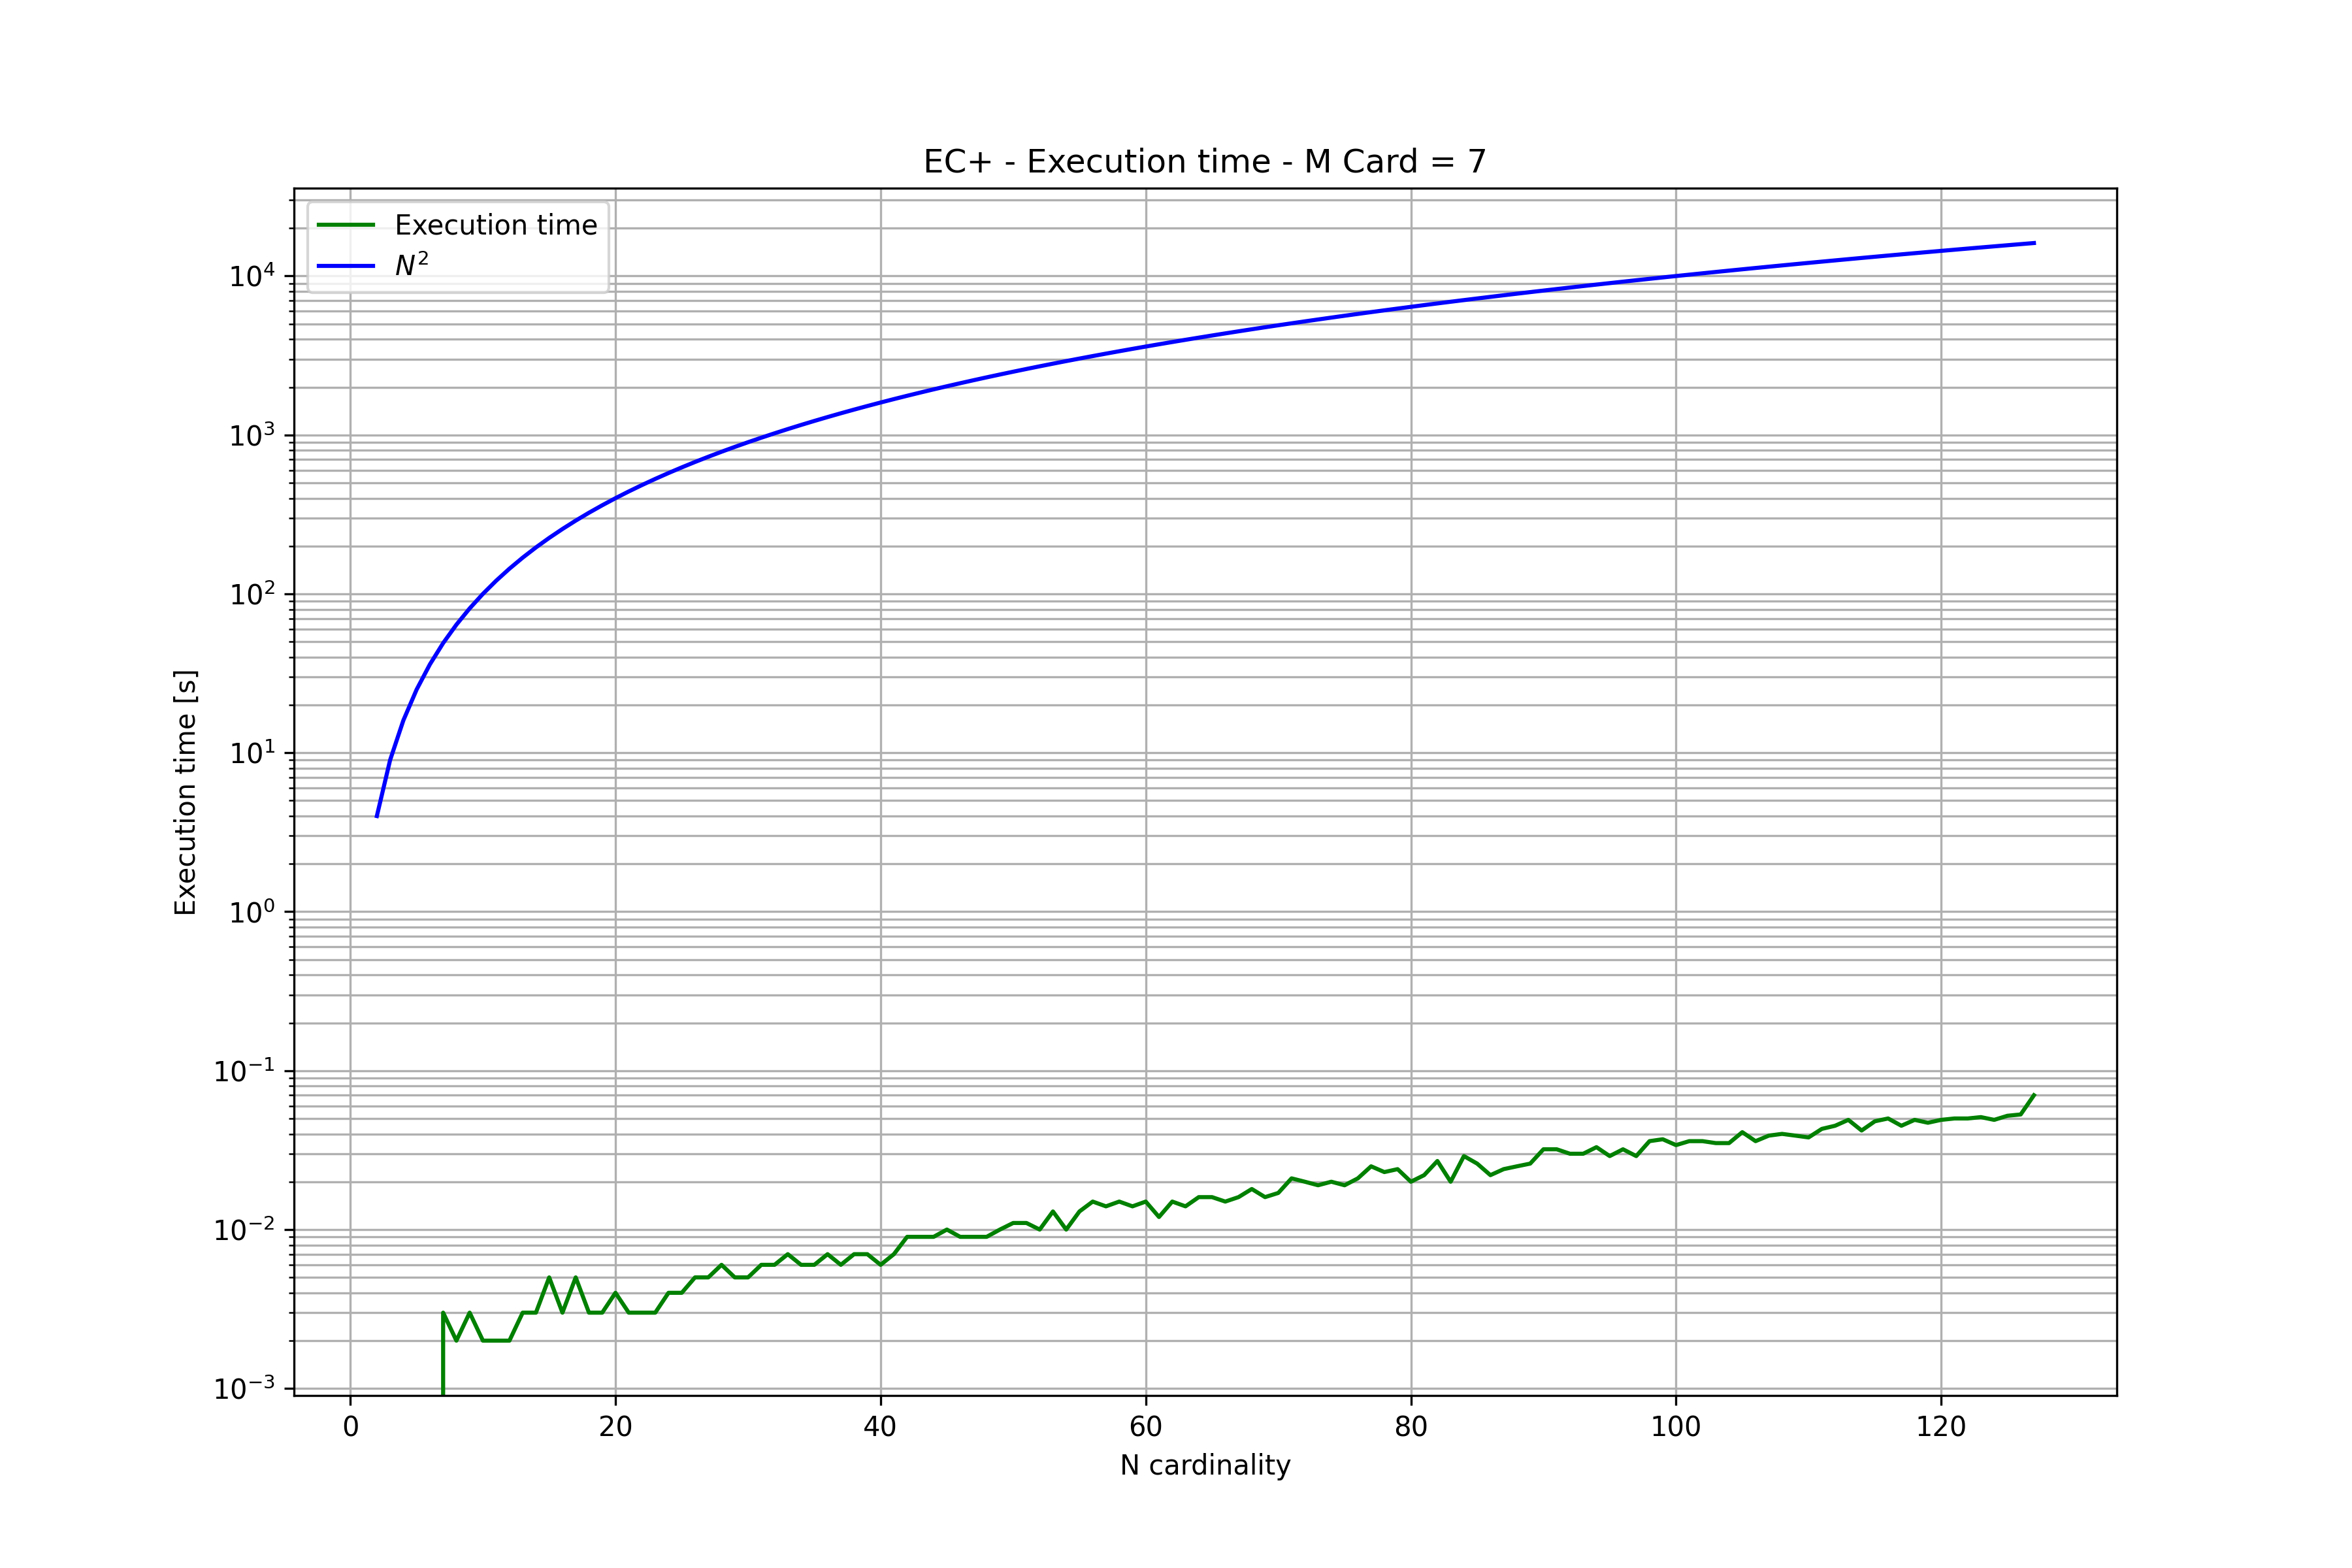 EC+ - Execution time - M Card = 7
Execution time
N²
10⁴
10³
10²
10¹
10⁰
10⁻¹
10⁻²
10⁻³
Execution time [s]
0 20 40 60 80 100 120
N cardinality